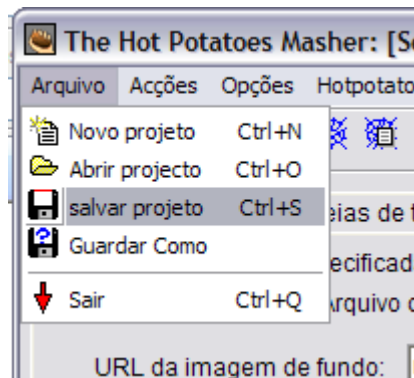 The Hot Potatoes Masher: [S
Arquivo Acções Opções Hotpotato
Novo projeto Ctrl+N
Abrir projecto Ctrl+O
salvar projeto Ctrl+S
eias de
Guardar Como
ecificad
Sair Ctrl+Q
Arquivo
URL da imagem de fundo: